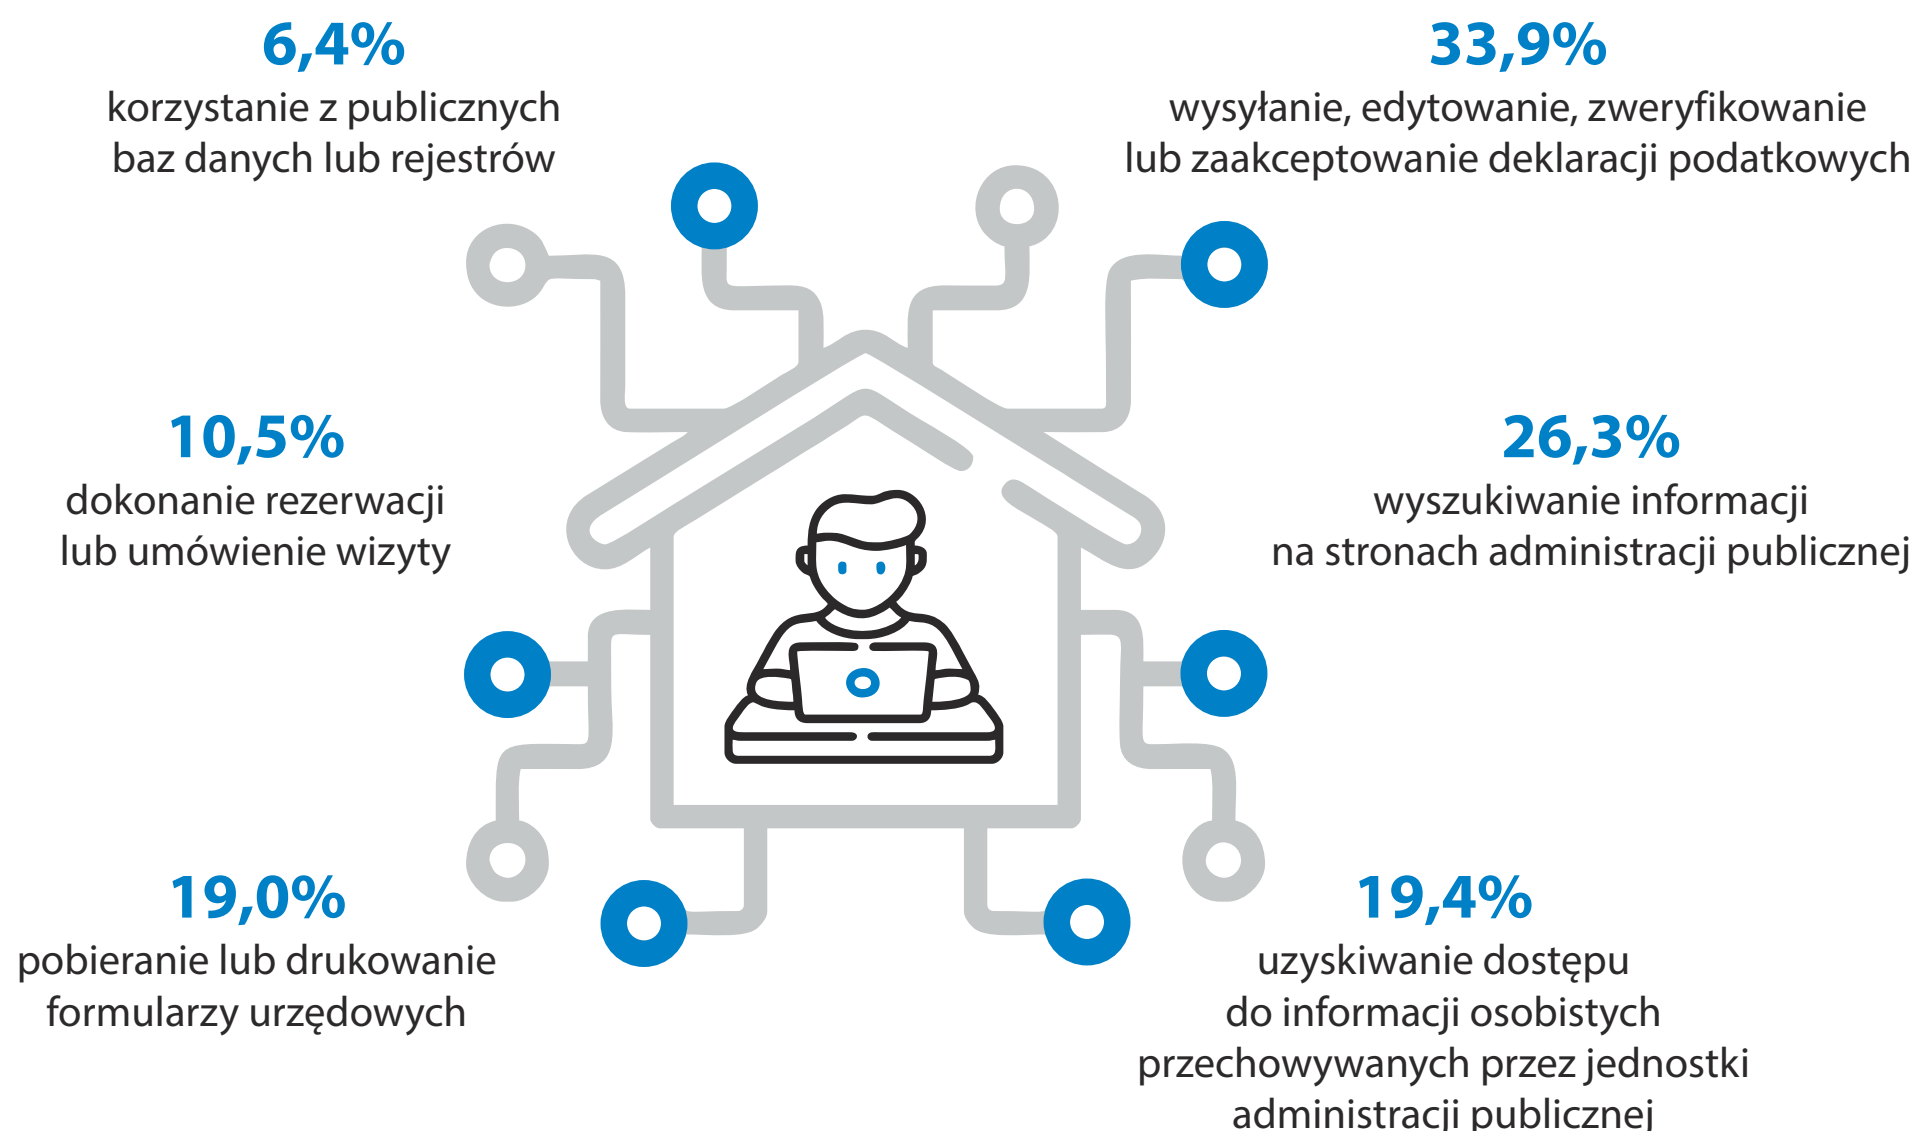 6,4%
korzystanie z publicznych
baz danych lub rejestrów
33,9%
wysyłanie, edytowanie, zweryfikowanie
lub zaakceptowanie deklaracji podatkowych
10,5%
dokonanie rezerwacji
lub umówienie wizyty
26,3%
wyszukiwanie informacji
na stronach administracji publicznej
19,0%
pobieranie lub drukowanie
formularzy urzędowych
19,4%
uzyskiwanie dostępu
do informacji osobistych
przechowywanych przez jednostki
administracji publicznej